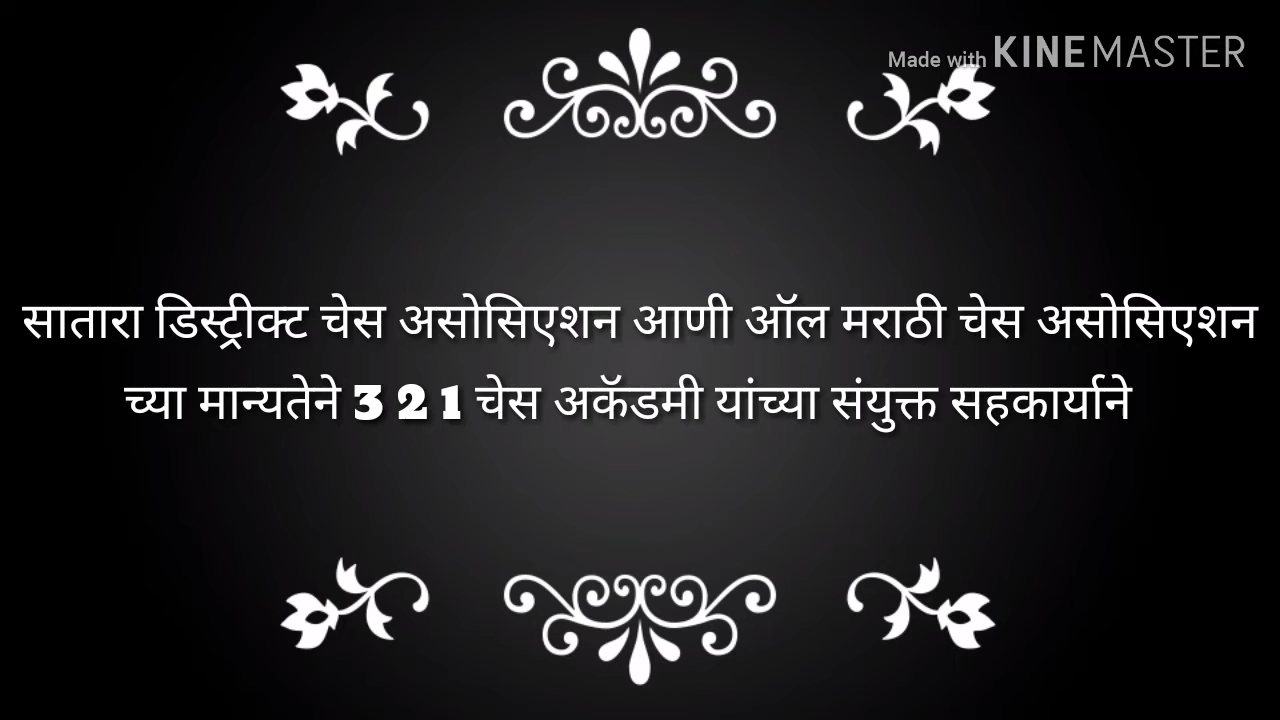 Made with KINEMASTER
सातारा डिस्ट्रीक्ट चेस असोसिएशन आणी ऑल मराठी चेस असोसिएशन
च्या मान्यतेने 3 2 1 चेस अकॅडमी यांच्या संयुक्त सहकार्याने